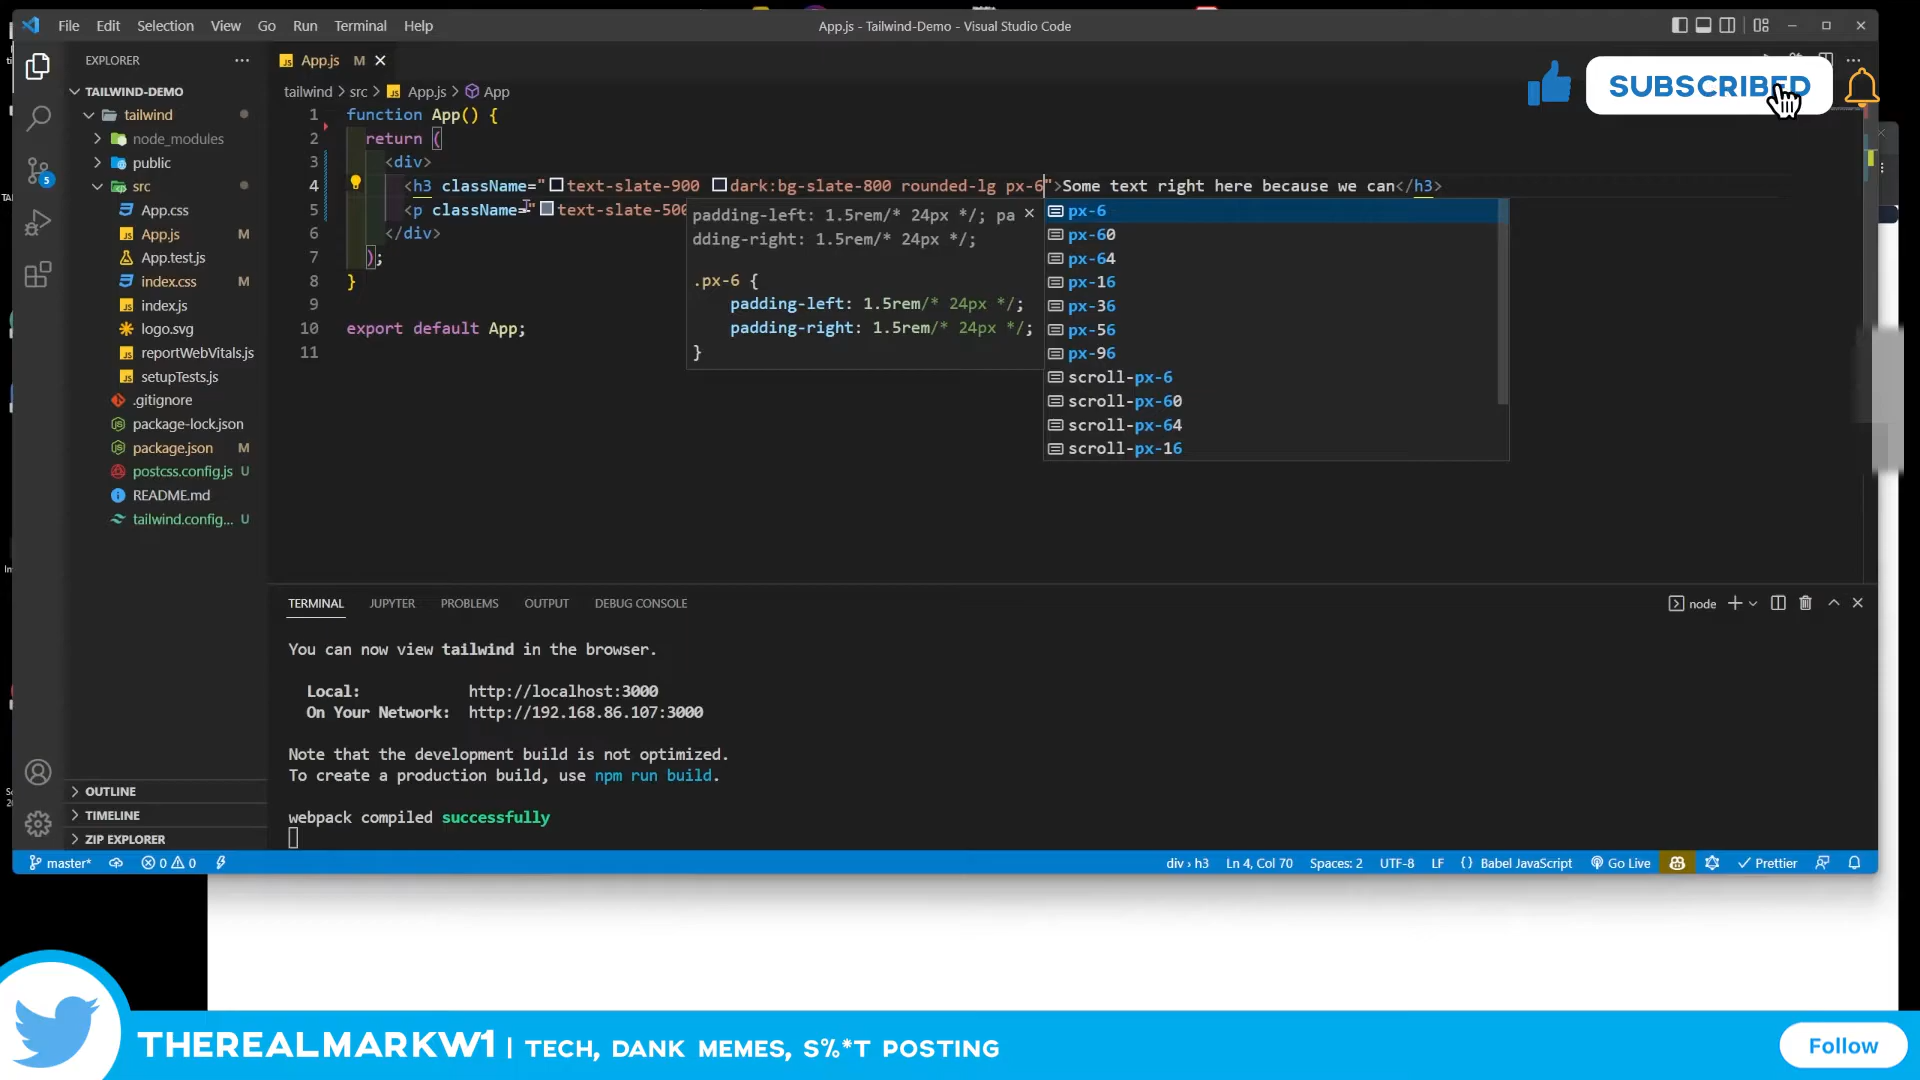 File Edit Selection View Go Run Terminal Help
App.js - Tailwind-Demo - Visual Studio Code
EXPLORER
App.js M
SUBSCRIBED
TAILWIND-DEMO
tailwind > src > App.js > App
tailwind
node_modules
public
src
App.css
App.js M
App.test.js
index.css M
index.js
logo.svg
reportWebVitals.js
setupTests.js
.gitignore
package-lock.json
package.json M
postcss.config.js U
README.md
tailwind.config... U
OUTLINE
TIMELINE
ZIP EXPLORER
5
1 function App() {
2 return (
3 <div>
4 <h3 className="text-slate-900 dark:bg-slate-800 rounded-lg px-6">Some text right here because we can</h3>
5 <p className="text-slate-500
6 </div>
7 );
8 }
9
10 export default App;
11
padding-left: 1.5rem/* 24px */; pa
dding-right: 1.5rem/* 24px */;
.px-6 {
padding-left: 1.5rem/* 24px */;
padding-right: 1.5rem/* 24px */;
}
px-6
px-60
px-64
px-16
px-36
px-56
px-96
scroll-px-6
scroll-px-60
scroll-px-64
scroll-px-16
TERMINAL JUPYTER PROBLEMS OUTPUT DEBUG CONSOLE
node
You can now view tailwind in the browser.
Local: http://localhost:3000
On Your Network: http://192.168.86.107:3000
Note that the development build is not optimized.
To create a production build, use npm run build.
webpack compiled successfully
master* 0 0 div › h3 Ln 4, Col 70 Spaces: 2 UTF-8 LF {} Babel JavaScript Go Live Prettier
THEREALMARKW1 | TECH, DANK MEMES, S%*T POSTING
Follow